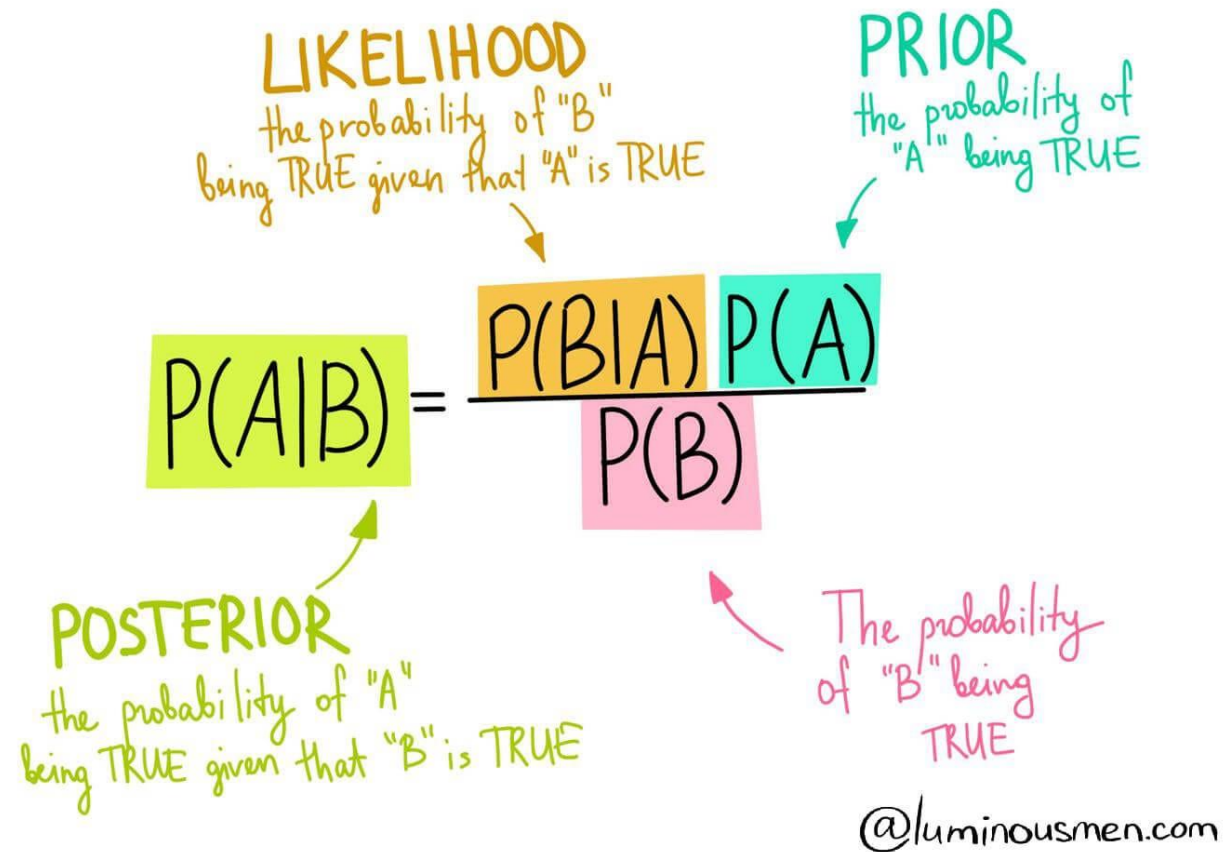 LIKELIHOOD
the probability of "B"
being TRUE given that "A" is TRUE
PRIOR
the probability of
"A" being TRUE
P(A|B) = P(B|A) P(A)
P(B)
POSTERIOR
the probability of "A"
being TRUE given that "B" is TRUE
The probability
of "B" being
TRUE
@luminousmen.com